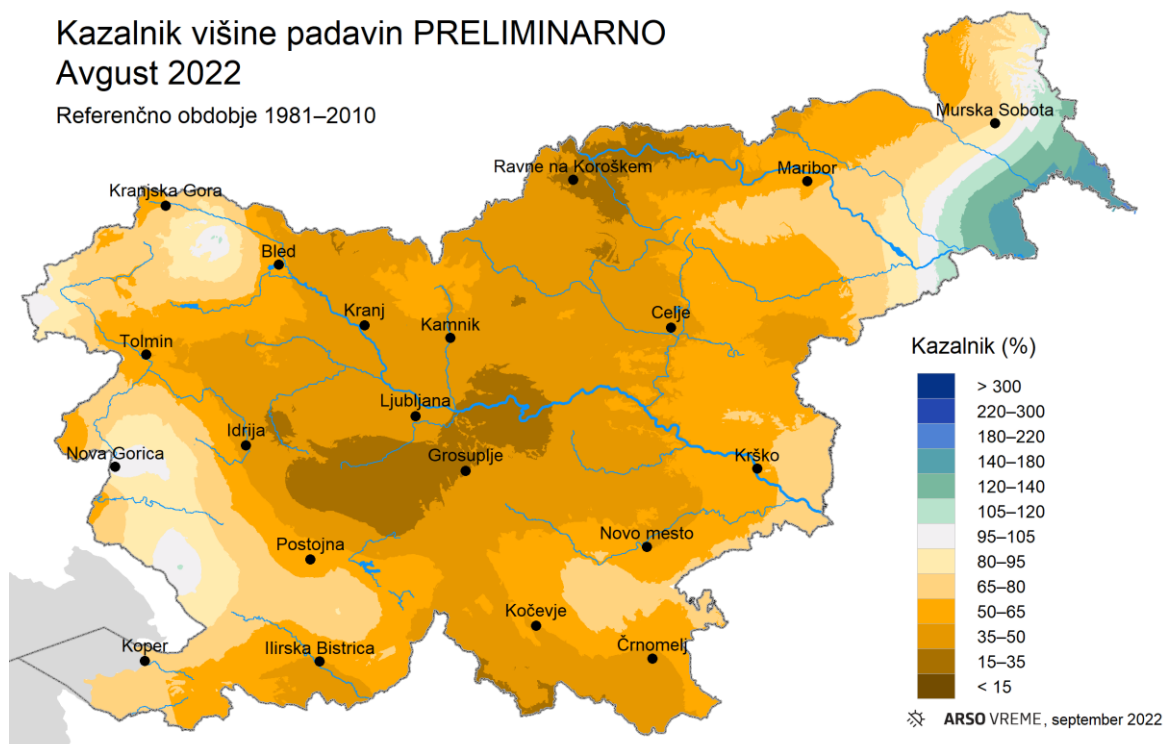 Kazalnik višine padavin PRELIMINARNO
Avgust 2022
Referenčno obdobje 1981–2010
Murska Sobota
Ravne na Koroškem
Maribor
Kranjska Gora
Bled
Kranj
Kamnik
Celje
Tolmin
Ljubljana
Idrija
Nova Gorica
Grosuplje
Krško
Postojna
Novo mesto
Kočevje
Koper
Ilirska Bistrica
Črnomelj
Kazalnik (%)
> 300
220–300
180–220
140–180
120–140
105–120
95–105
80–95
65–80
50–65
35–50
15–35
< 15
ARSO VREME, september 2022